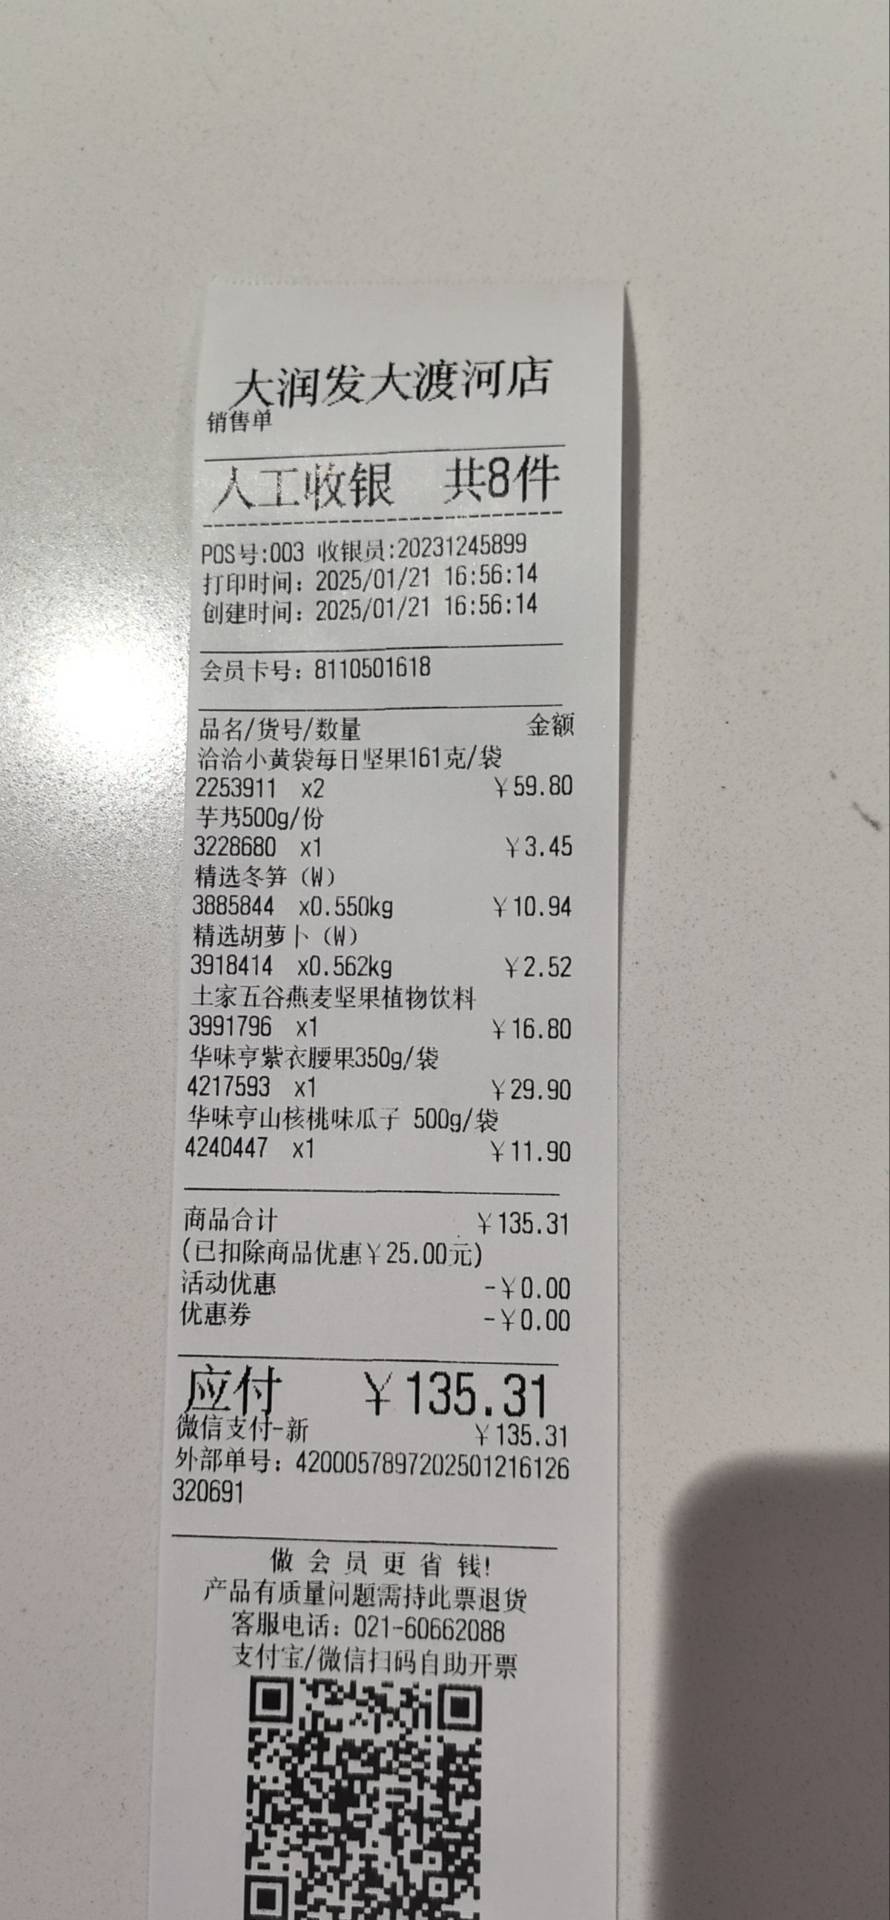 大润发大渡河店
销售单
人工收银 共8件
POS号:003 收银员:20231245899
打印时间：2025/01/21 16:56:14
创建时间：2025/01/21 16:56:14
会员卡号：8110501618
品名/货号/数量 金额
洽洽小黄袋每日坚果161克/袋
2253911 x2 ￥59.80
芋艿500g/份
3228680 x1 ￥3.45
精选冬笋（W）
3885844 x0.550kg ￥10.94
精选胡萝卜（W）
3918414 x0.562kg ￥2.52
土家五谷燕麦坚果植物饮料
3991796 x1 ￥16.80
华味亨紫衣腰果350g/袋
4217593 x1 ￥29.90
华味亨山核桃味瓜子 500g/袋
4240447 x1 ￥11.90
商品合计 ￥135.31
(已扣除商品优惠￥25.00元)
活动优惠 -￥0.00
优惠券 -￥0.00
应付 ￥135.31
微信支付-新 ￥135.31
外部单号：4200057897202501216126
320691
做 会 员 更 省 钱!
产品有质量问题需持此票退货
客服电话：021-60662088
支付宝/微信扫码自助开票